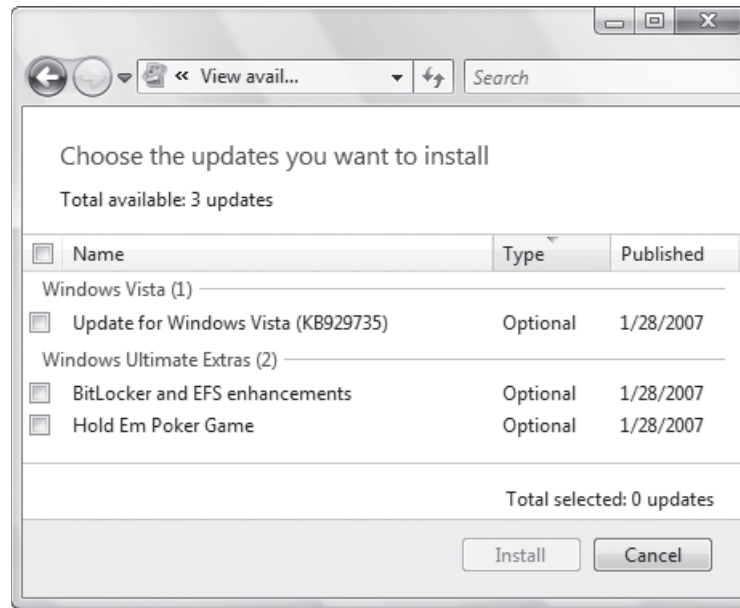 « View avail...
Search
Choose the updates you want to install
Total available: 3 updates
Name Type Published
Windows Vista (1)
Update for Windows Vista (KB929735) Optional 1/28/2007
Windows Ultimate Extras (2)
BitLocker and EFS enhancements Optional 1/28/2007
Hold Em Poker Game Optional 1/28/2007
Total selected: 0 updates
Install Cancel